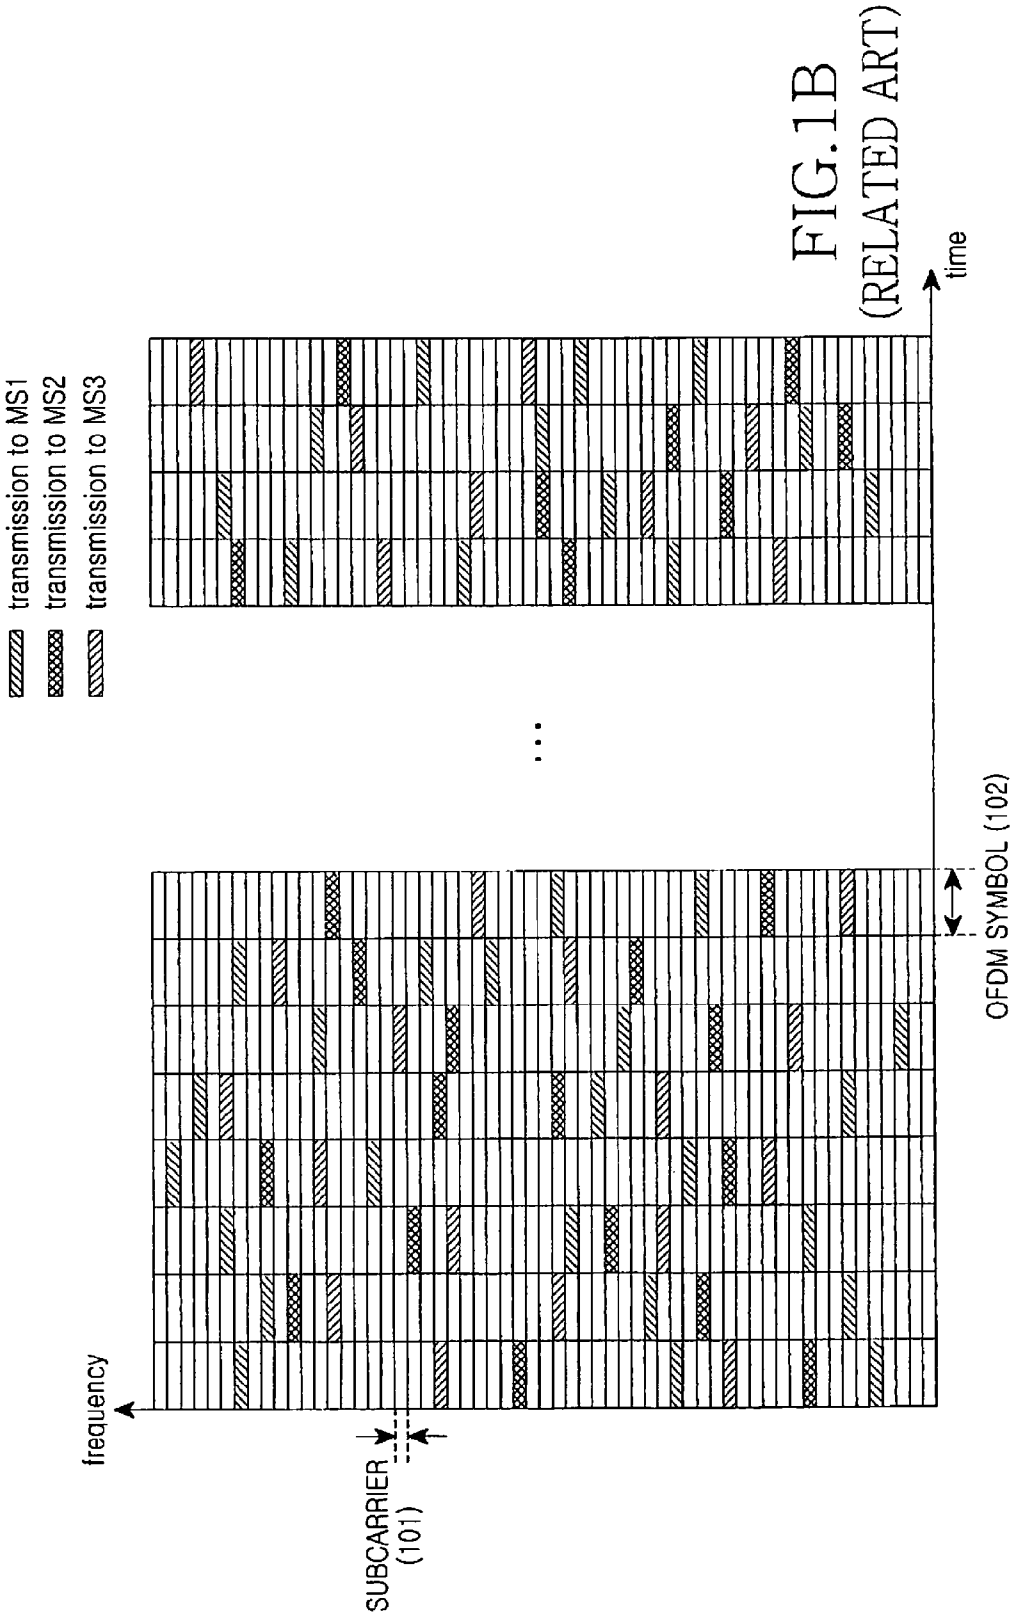 transmission to MS1
transmission to MS2
transmission to MS3
frequency
SUBCARRIER
(101)
...
OFDM SYMBOL (102)
time
FIG.1B
(RELATED ART)